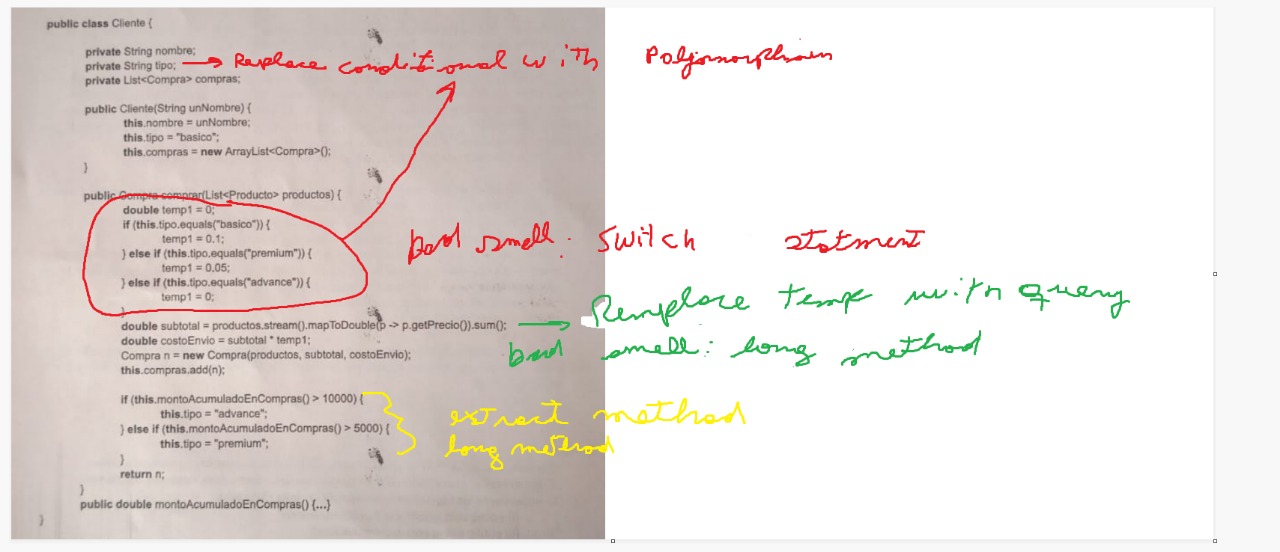 public class Cliente {
private String nombre;
private String tipo; → Replace conditional with Polymorphism
private List<Compra> compras;
public Cliente(String unNombre) {
this.nombre = unNombre;
this.tipo = "basico";
this.compras = new ArrayList<Compra>();
}
public Compra comprar(List<Producto> productos) {
double temp1 = 0;
if (this.tipo.equals("basico")) {
temp1 = 0.1;
bad smell: Switch statment
} else if (this.tipo.equals("premium")) {
temp1 = 0.05;
} else if (this.tipo.equals("advance")) {
temp1 = 0;
}
double subtotal = productos.stream().mapToDouble(p -> p.getPrecio()).sum(); → Remplace temp with query
double costoEnvio = subtotal * temp1;
bad smell: long method
Compra n = new Compra(productos, subtotal, costoEnvio);
this.compras.add(n);
if (this.montoAcumuladoEnCompras() > 10000) {
this.tipo = "advance";
extract method
} else if (this.montoAcumuladoEnCompras() > 5000) {
this.tipo = "premium";
long method
}
return n;
}
public double montoAcumuladoEnCompras() {...}
}